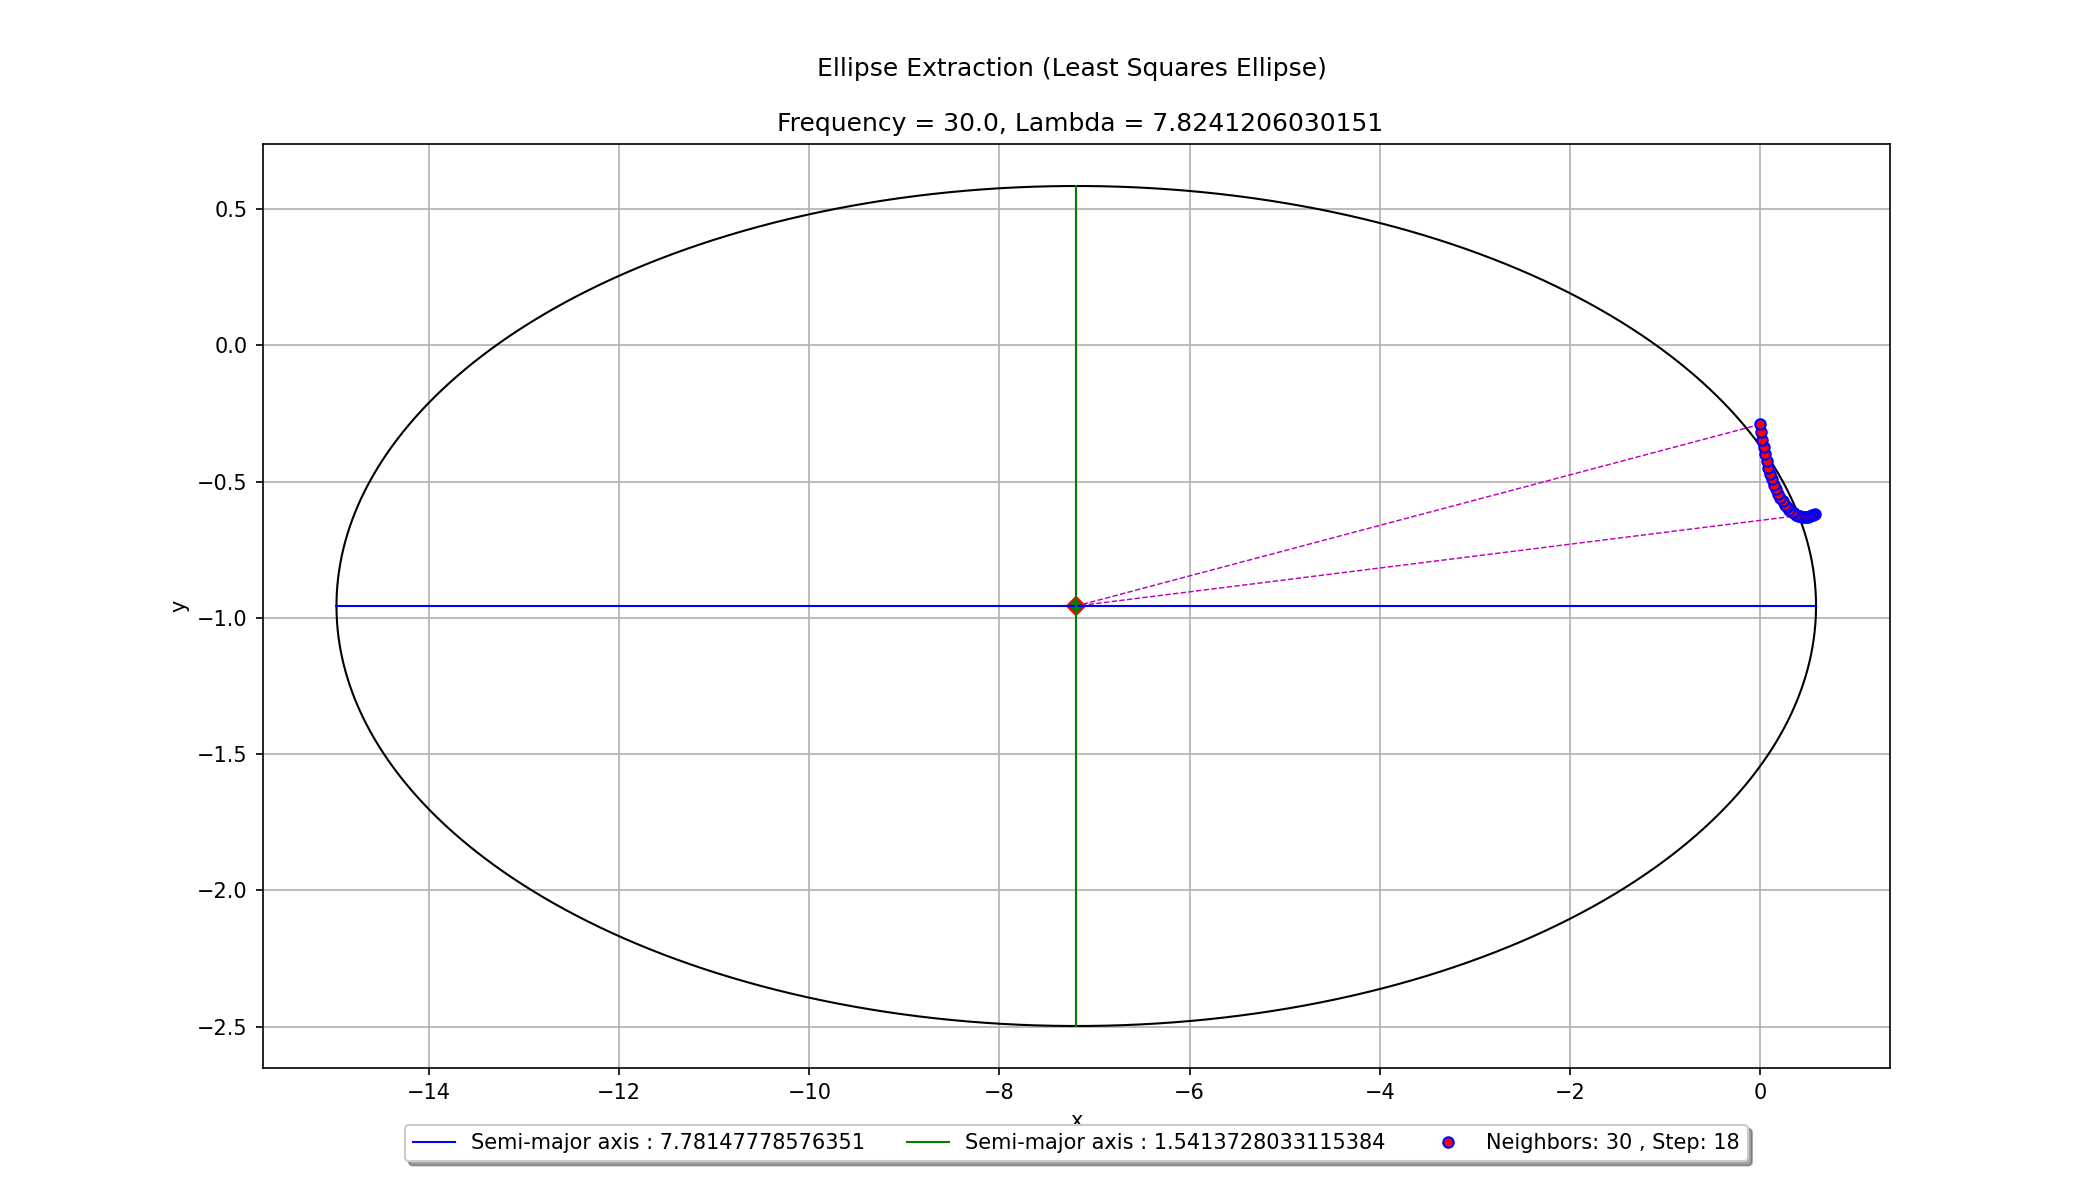 Ellipse Extraction (Least Squares Ellipse)
Frequency = 30.0, Lambda = 7.8241206030151
0.5
0.0
−0.5
−1.0
−1.5
−2.0
−2.5
y
−14 −12 −10 −8 −6 −4 −2 0
x
Semi-major axis : 7.78147778576351 Semi-major axis : 1.5413728033115384 Neighbors: 30 , Step: 18